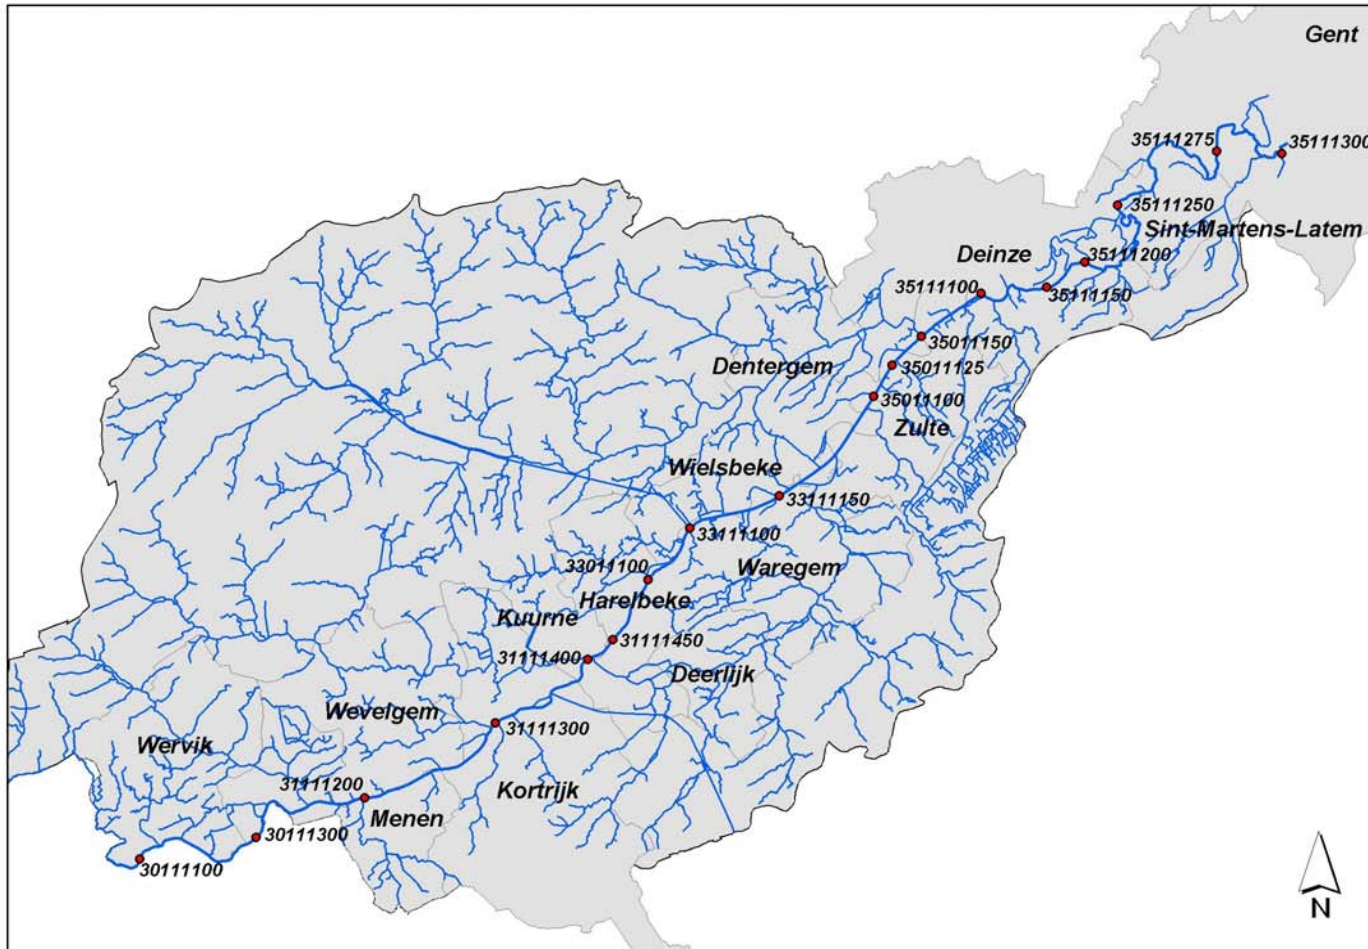 Gent
35111275
35111300
35111250
Sint-Martens-Latem
Deinze
35111200
35111100
35111150
35011150
Dentergem
35011125
35011100
Zulte
Wielsbeke
33111150
33111100
33011100
Waregem
Harelbeke
Kuurne
31111450
31111400
Deerlijk
Wevelgem
31111300
Wervik
31111200
Kortrijk
Menen
30111300
30111100
N